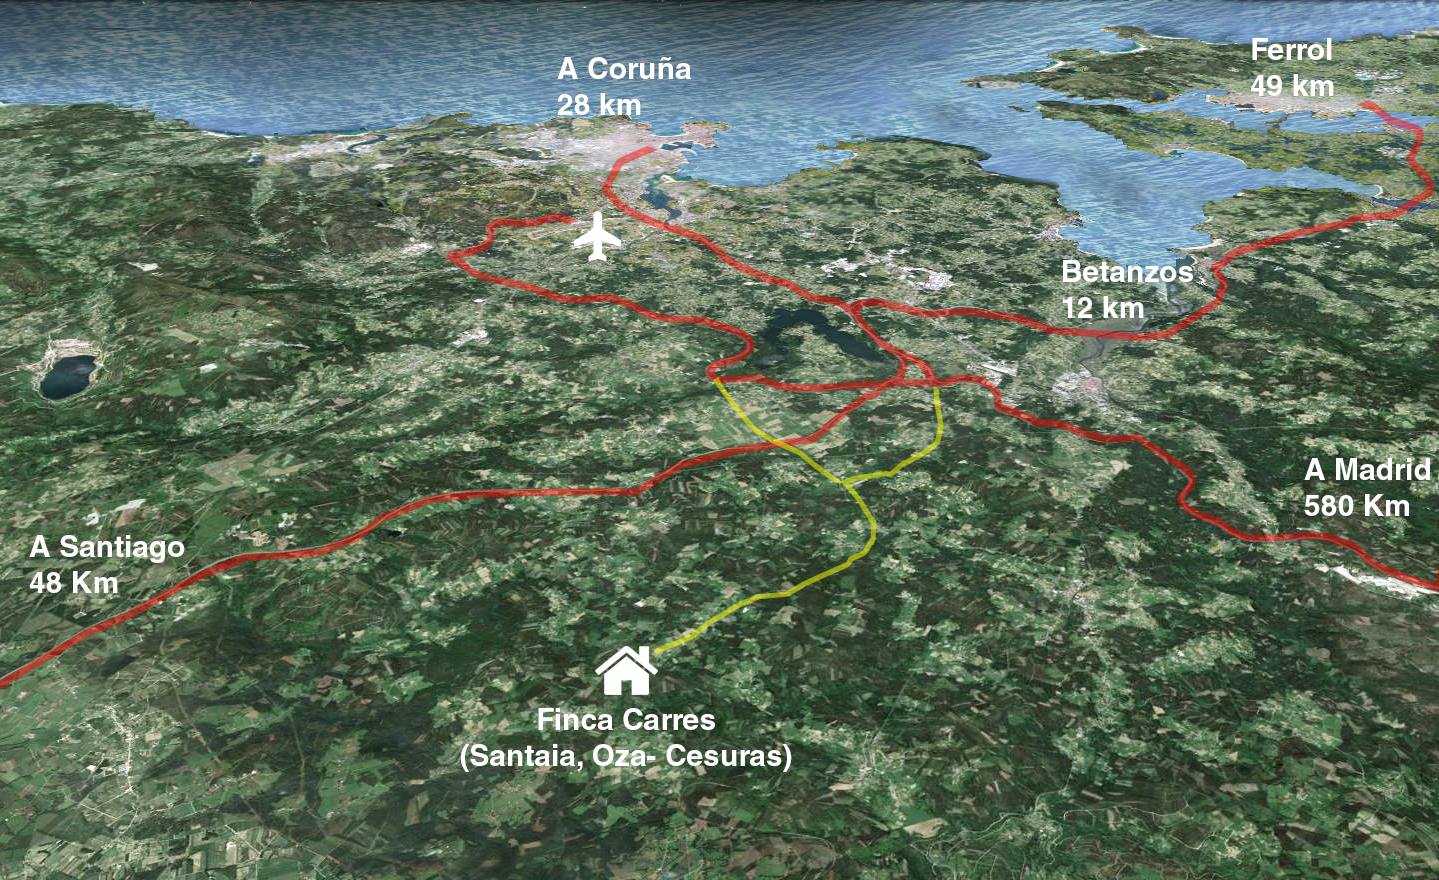 A Coruña
28 km
Ferrol
49 km
Betanzos
12 km
A Madrid
580 Km
A Santiago
48 Km
Finca Carres
(Santaia, Oza- Cesuras)